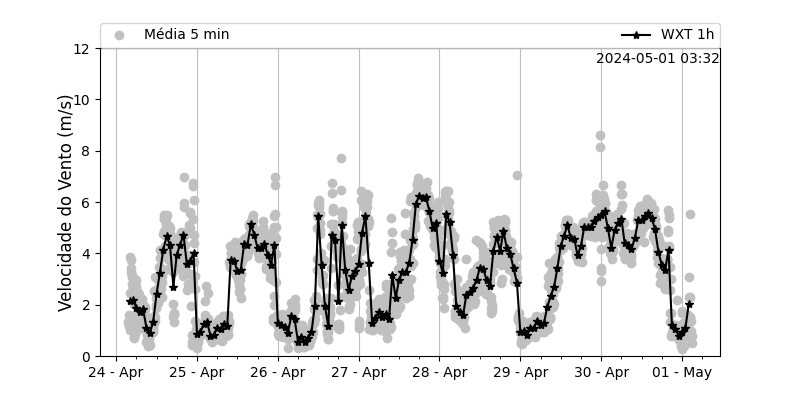 Média 5 min
WXT 1h
2024-05-01 03:32
Velocidade do Vento (m/s)
12
10
8
6
4
2
0
24 - Apr
25 - Apr
26 - Apr
27 - Apr
28 - Apr
29 - Apr
30 - Apr
01 - May